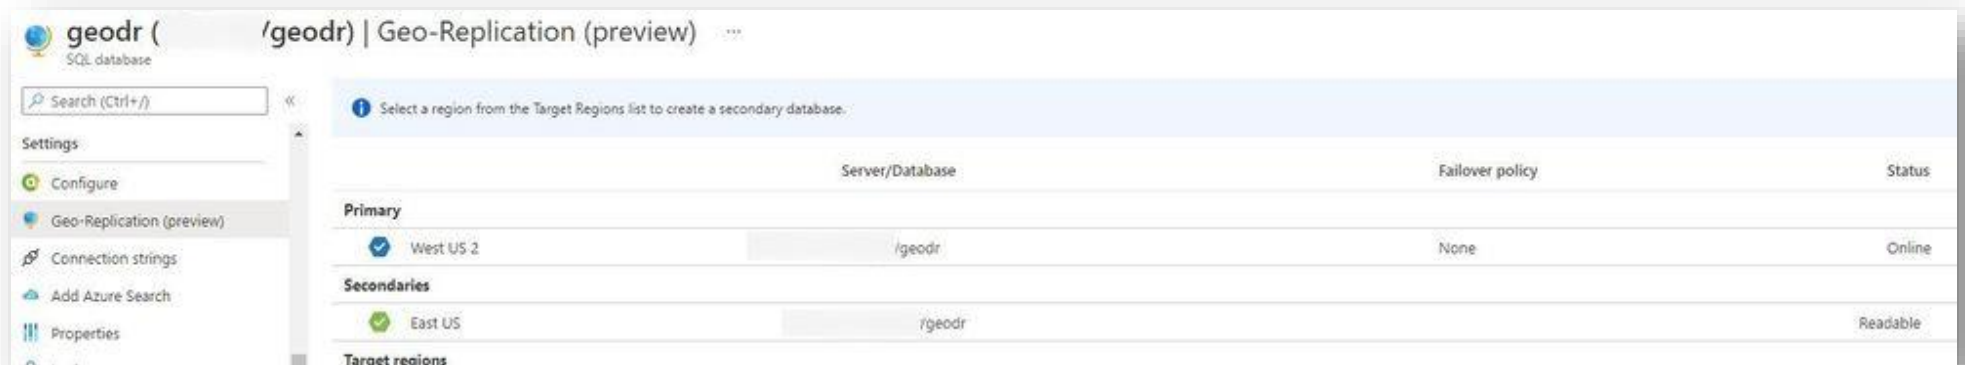 geodr ( /geodr) | Geo-Replication (preview) ...
SQL database
Search (Ctrl+/) «
Select a region from the Target Regions list to create a secondary database.
Settings
Configure
Geo-Replication (preview)
Connection strings
Add Azure Search
Properties
Server/Database Failover policy Status
Primary
West US 2 /geodr None Online
Secondaries
East US /geodr Readable
Target regions